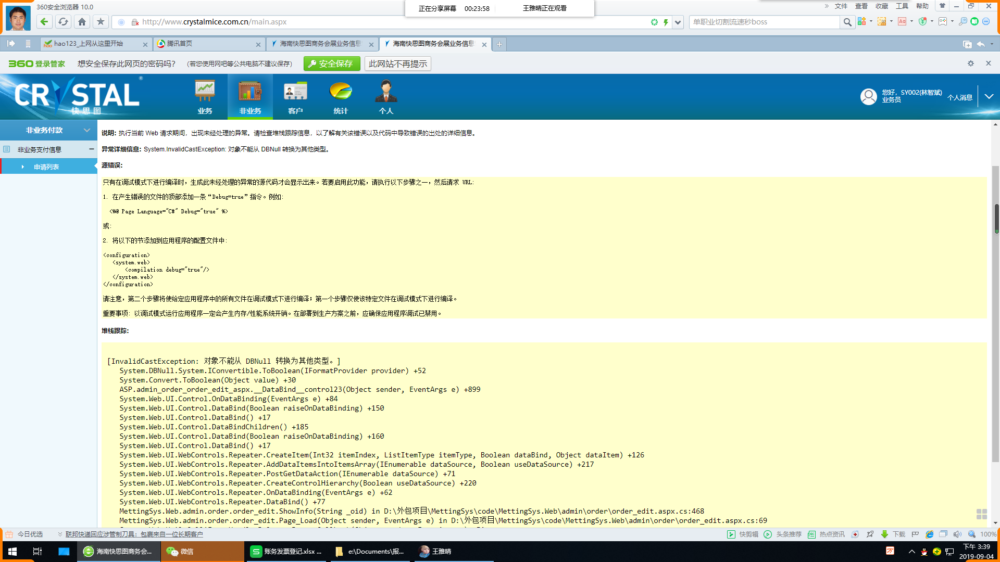 360安全浏览器 10.0
正在分享屏幕 00:23:58 王雅晴正在观看
文件 查看 收藏 工具 帮助
http://www.crystalmice.com.cn/main.aspx
单职业切割流速秒boss
hao123_上网从这里开始
腾讯首页
海南快思图商务会展业务信息
海南快思图商务会展业务信息
360 登录管家
想安全保存此网页的密码吗?
(若您使用网吧等公共电脑不建议保存)
安全保存
此网站不再提示
CRYSTAL®
快思图
业务
非业务
客户
统计
个人
您好，SY002(林智斌)
业务员
个人消息
非业务付款
非业务支付信息
申请列表
说明: 执行当前 Web 请求期间，出现未经处理的异常。请检查堆栈跟踪信息，以了解有关该错误以及代码中导致错误的出处的详细信息。
异常详细信息: System.InvalidCastException: 对象不能从 DBNull 转换为其他类型。
源错误:
只有在调试模式下进行编译时，生成此未经处理的异常的源代码才会显示出来。若要启用此功能，请执行以下步骤之一，然后请求 URL:
1. 在产生错误的文件的顶部添加一条“Debug=true”指令。例如:
<%@ Page Language="C#" Debug="true" %>
或:
2. 将以下的节添加到应用程序的配置文件中:
<configuration>
<system.web>
<compilation debug="true"/>
</system.web>
</configuration>
请注意，第二个步骤将使给定应用程序中的所有文件在调试模式下进行编译；第一个步骤仅使该特定文件在调试模式下进行编译。
重要事项: 以调试模式运行应用程序一定会产生内存/性能系统开销。在部署到生产方案之前，应确保应用程序调试已禁用。
堆栈跟踪:
[InvalidCastException: 对象不能从 DBNull 转换为其他类型。]
System.DBNull.System.IConvertible.ToBoolean(IFormatProvider provider) +52
System.Convert.ToBoolean(Object value) +30
ASP.admin_order_order_edit_aspx.__DataBind__control23(Object sender, EventArgs e) +899
System.Web.UI.Control.OnDataBinding(EventArgs e) +84
System.Web.UI.Control.DataBind(Boolean raiseOnDataBinding) +150
System.Web.UI.Control.DataBind() +17
System.Web.UI.Control.DataBindChildren() +185
System.Web.UI.Control.DataBind(Boolean raiseOnDataBinding) +160
System.Web.UI.Control.DataBind() +17
System.Web.UI.WebControls.Repeater.CreateItem(Int32 itemIndex, ListItemType itemType, Boolean dataBind, Object dataItem) +126
System.Web.UI.WebControls.Repeater.AddDataItemsIntoItemsArray(IEnumerable dataSource, Boolean useDataSource) +217
System.Web.UI.WebControls.Repeater.PostGetDataAction(IEnumerable dataSource) +71
System.Web.UI.WebControls.Repeater.CreateControlHierarchy(Boolean useDataSource) +220
System.Web.UI.WebControls.Repeater.OnDataBinding(EventArgs e) +62
System.Web.UI.WebControls.Repeater.DataBind() +77
MettingSys.Web.admin.order.order_edit.ShowInfo(String _oid) in D:\外包项目\MettingSys\code\MettingSys.Web\admin\order\order_edit.aspx.cs:468
MettingSys.Web.admin.order.order_edit.Page_Load(Object sender, EventArgs e) in D:\外包项目\MettingSys\code\MettingSys.Web\admin\order\order_edit.aspx.cs:69
今日优选
联邦快递回应涉管制刀具：包裹来自一位长期客户
快剪辑
头条推荐
热点资讯
下载
100%
海南快思图商务会...
微信
账务发票登记.xlsx ...
e:\Documents\报...
王雅晴
下午 3:39
2019-09-04